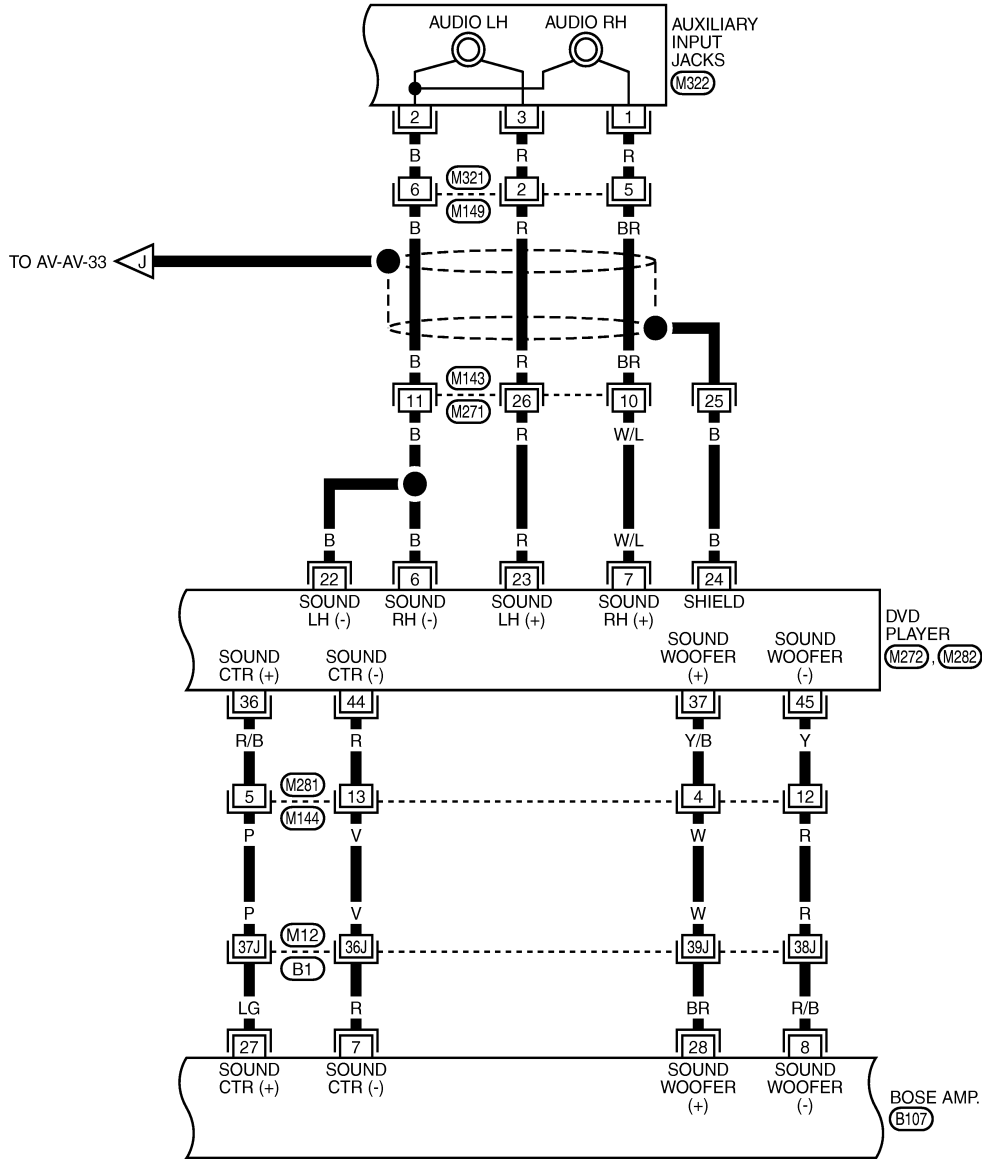 AUDIO LH AUDIO RH
AUXILIARY
INPUT
JACKS
M322
2 3 1
B R R
6 M321 2 5
M149
B R BR
TO AV-AV-33 J
B R BR
11 M143 26 10 25
M271
B R W/L B
B B R W/L B
22 6 23 7 24
SOUND LH (-)
SOUND RH (-)
SOUND LH (+)
SOUND RH (+)
SHIELD
DVD
PLAYER
M272 , M282
SOUND CTR (+)
SOUND CTR (-)
SOUND WOOFER (+)
SOUND WOOFER (-)
36 44 37 45
R/B R Y/B Y
5 M281 13 4 12
M144
P V W R
P V W R
37J M12 36J 39J 38J
B1
LG R BR R/B
27 7 28 8
SOUND CTR (+)
SOUND CTR (-)
SOUND WOOFER (+)
SOUND WOOFER (-)
BOSE AMP.
B107